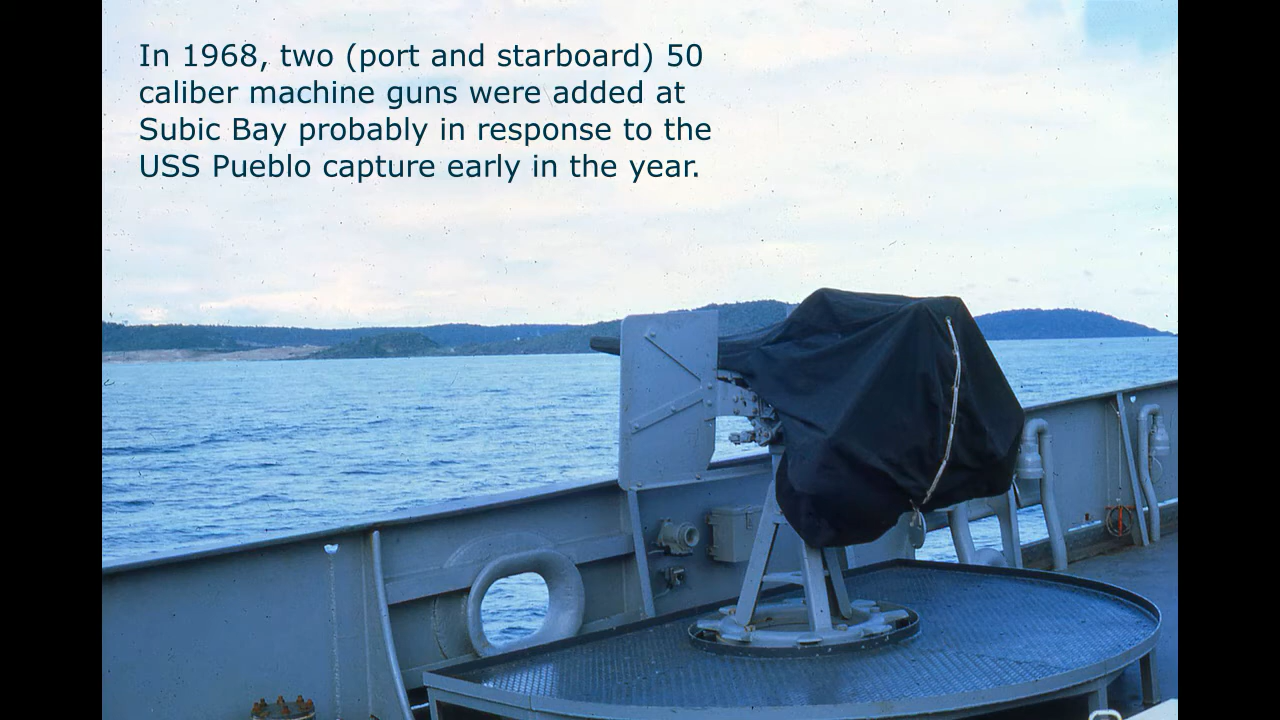 In 1968, two (port and starboard) 50
caliber machine guns were added at
Subic Bay probably in response to the
USS Pueblo capture early in the year.